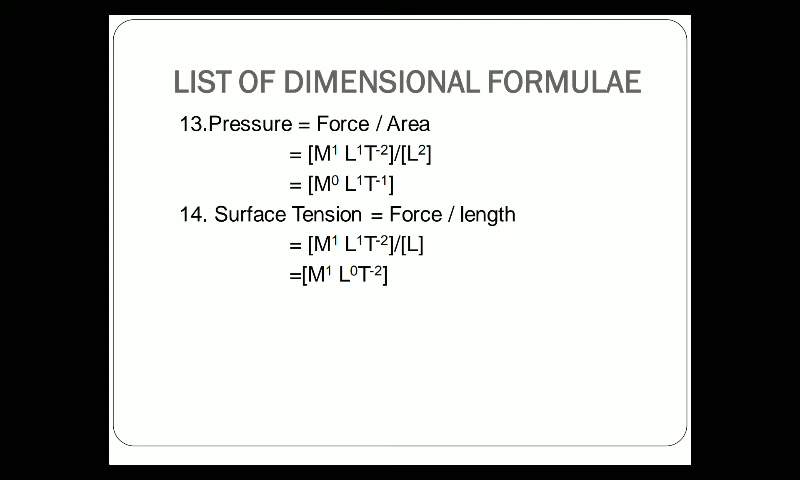 LIST OF DIMENSIONAL FORMULAE
13.Pressure = Force / Area
= [M¹ L¹T⁻²]/[L²]
= [M⁰ L¹T⁻¹]
14. Surface Tension = Force / length
= [M¹ L¹T⁻²]/[L]
=[M¹ L⁰T⁻²]